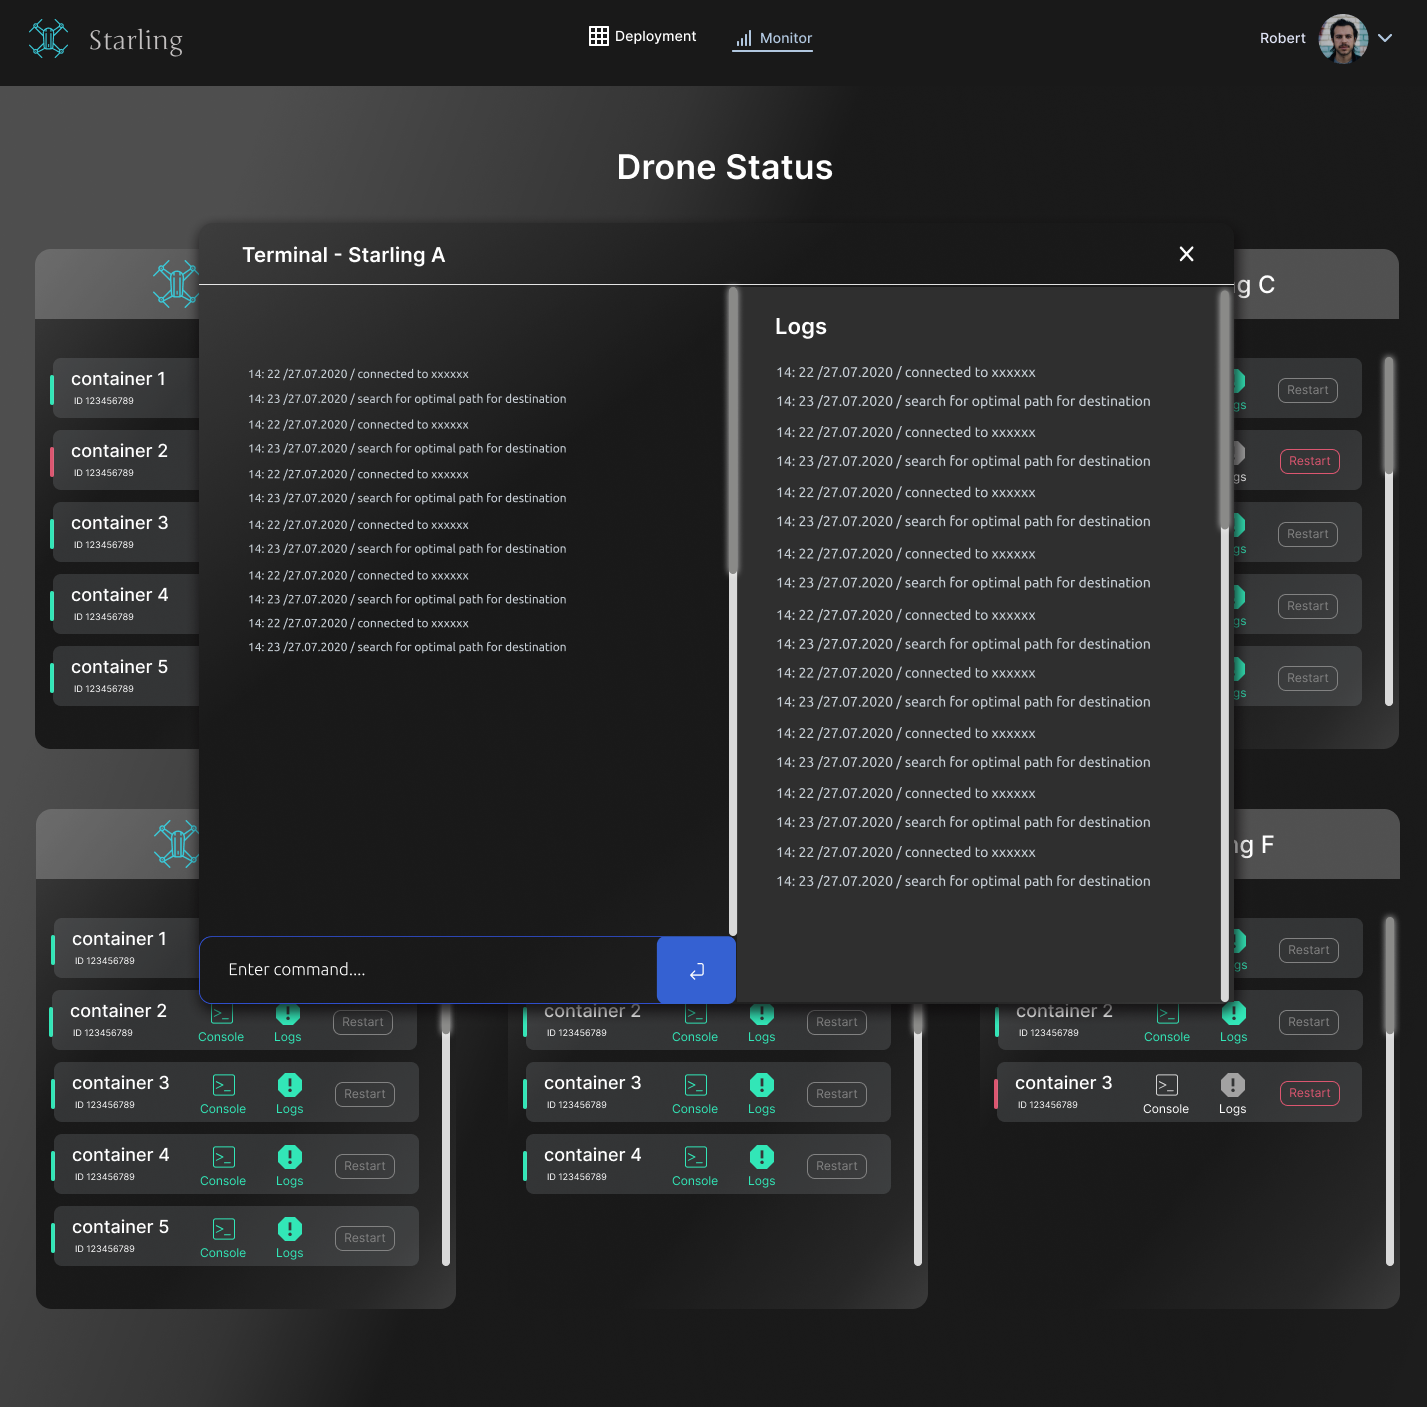 Starling
Deployment
Monitor
Robert
Drone Status
Terminal - Starling A
g C
container 1
ID 123456789
container 2
ID 123456789
container 3
ID 123456789
container 4
ID 123456789
container 5
ID 123456789
14: 22 /27.07.2020 / connected to xxxxxx
14: 23 /27.07.2020 / search for optimal path for destination
14: 22 /27.07.2020 / connected to xxxxxx
14: 23 /27.07.2020 / search for optimal path for destination
14: 22 /27.07.2020 / connected to xxxxxx
14: 23 /27.07.2020 / search for optimal path for destination
14: 22 /27.07.2020 / connected to xxxxxx
14: 23 /27.07.2020 / search for optimal path for destination
14: 22 /27.07.2020 / connected to xxxxxx
14: 23 /27.07.2020 / search for optimal path for destination
14: 22 /27.07.2020 / connected to xxxxxx
14: 23 /27.07.2020 / search for optimal path for destination
Enter command....
Logs
14: 22 /27.07.2020 / connected to xxxxxx
14: 23 /27.07.2020 / search for optimal path for destination
14: 22 /27.07.2020 / connected to xxxxxx
14: 23 /27.07.2020 / search for optimal path for destination
14: 22 /27.07.2020 / connected to xxxxxx
14: 23 /27.07.2020 / search for optimal path for destination
14: 22 /27.07.2020 / connected to xxxxxx
14: 23 /27.07.2020 / search for optimal path for destination
14: 22 /27.07.2020 / connected to xxxxxx
14: 23 /27.07.2020 / search for optimal path for destination
14: 22 /27.07.2020 / connected to xxxxxx
14: 23 /27.07.2020 / search for optimal path for destination
14: 22 /27.07.2020 / connected to xxxxxx
14: 23 /27.07.2020 / search for optimal path for destination
14: 22 /27.07.2020 / connected to xxxxxx
14: 23 /27.07.2020 / search for optimal path for destination
14: 22 /27.07.2020 / connected to xxxxxx
14: 23 /27.07.2020 / search for optimal path for destination
gs Restart
gs Restart
gs Restart
gs Restart
gs Restart
ng F
container 1
ID 123456789
container 2
ID 123456789
Console Logs Restart
container 3
ID 123456789
Console Logs Restart
container 4
ID 123456789
Console Logs Restart
container 5
ID 123456789
Console Logs Restart
container 2
ID 123456789
Console Logs Restart
container 3
ID 123456789
Console Logs Restart
container 4
ID 123456789
Console Logs Restart
gs Restart
container 2
ID 123456789
Console Logs Restart
container 3
ID 123456789
Console Logs Restart